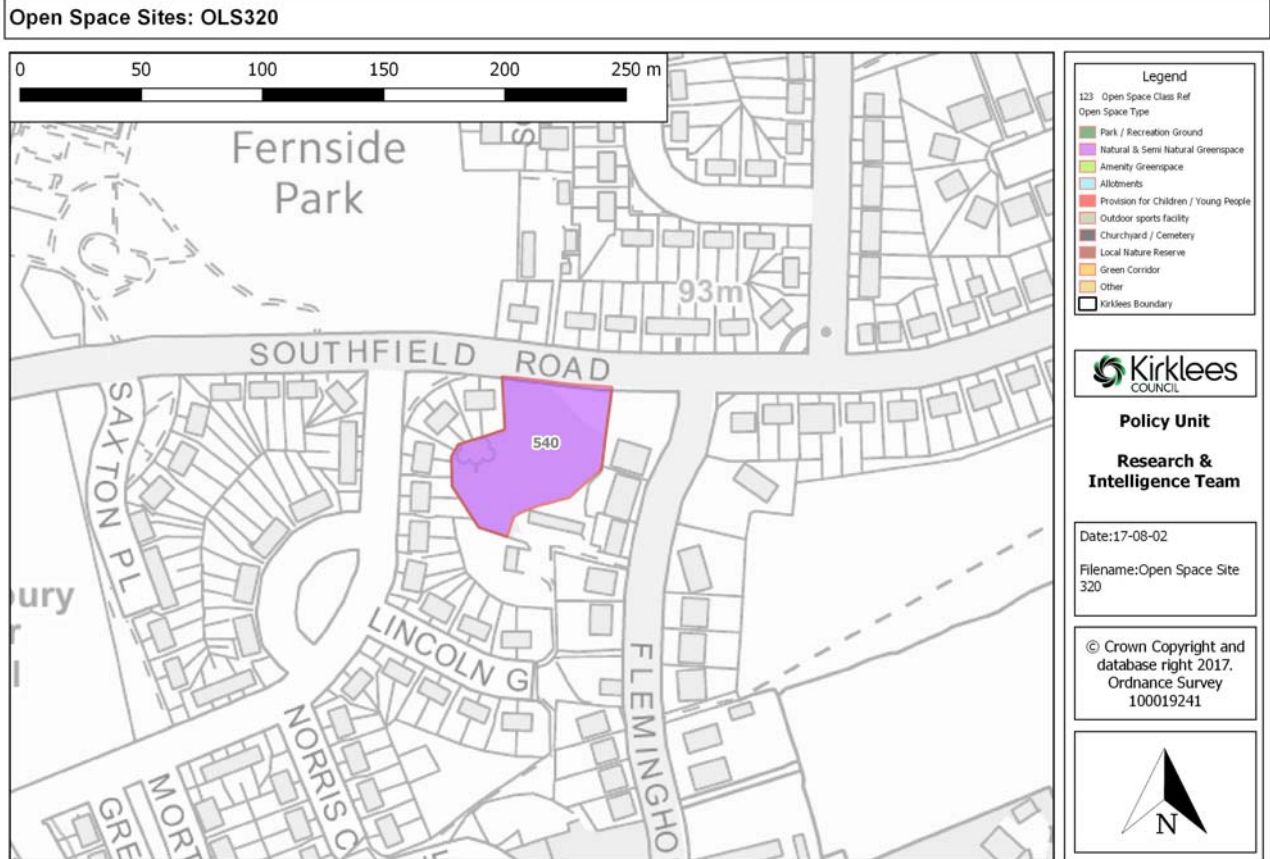 Open Space Sites: OLS320
0 50 100 150 200 250 m
Fernside
Park
93m
SOUTHFIELD ROAD
540
SAXTON PL
bury
LINCOLN G
FLEMINGHO
NORRIS C
MORT
GRE
Legend
123 Open Space Class Ref
Open Space Type
Park / Recreation Ground
Natural & Semi Natural Greenspace
Amenity Greenspace
Allotments
Provision for Children / Young People
Outdoor sports facility
Churchyard / Cemetery
Local Nature Reserve
Green Corridor
Other
Kirklees Boundary
Kirklees
COUNCIL
Policy Unit
Research &
Intelligence Team
Date:17-08-02
Filename:Open Space Site
320
© Crown Copyright and
database right 2017.
Ordnance Survey
100019241
N